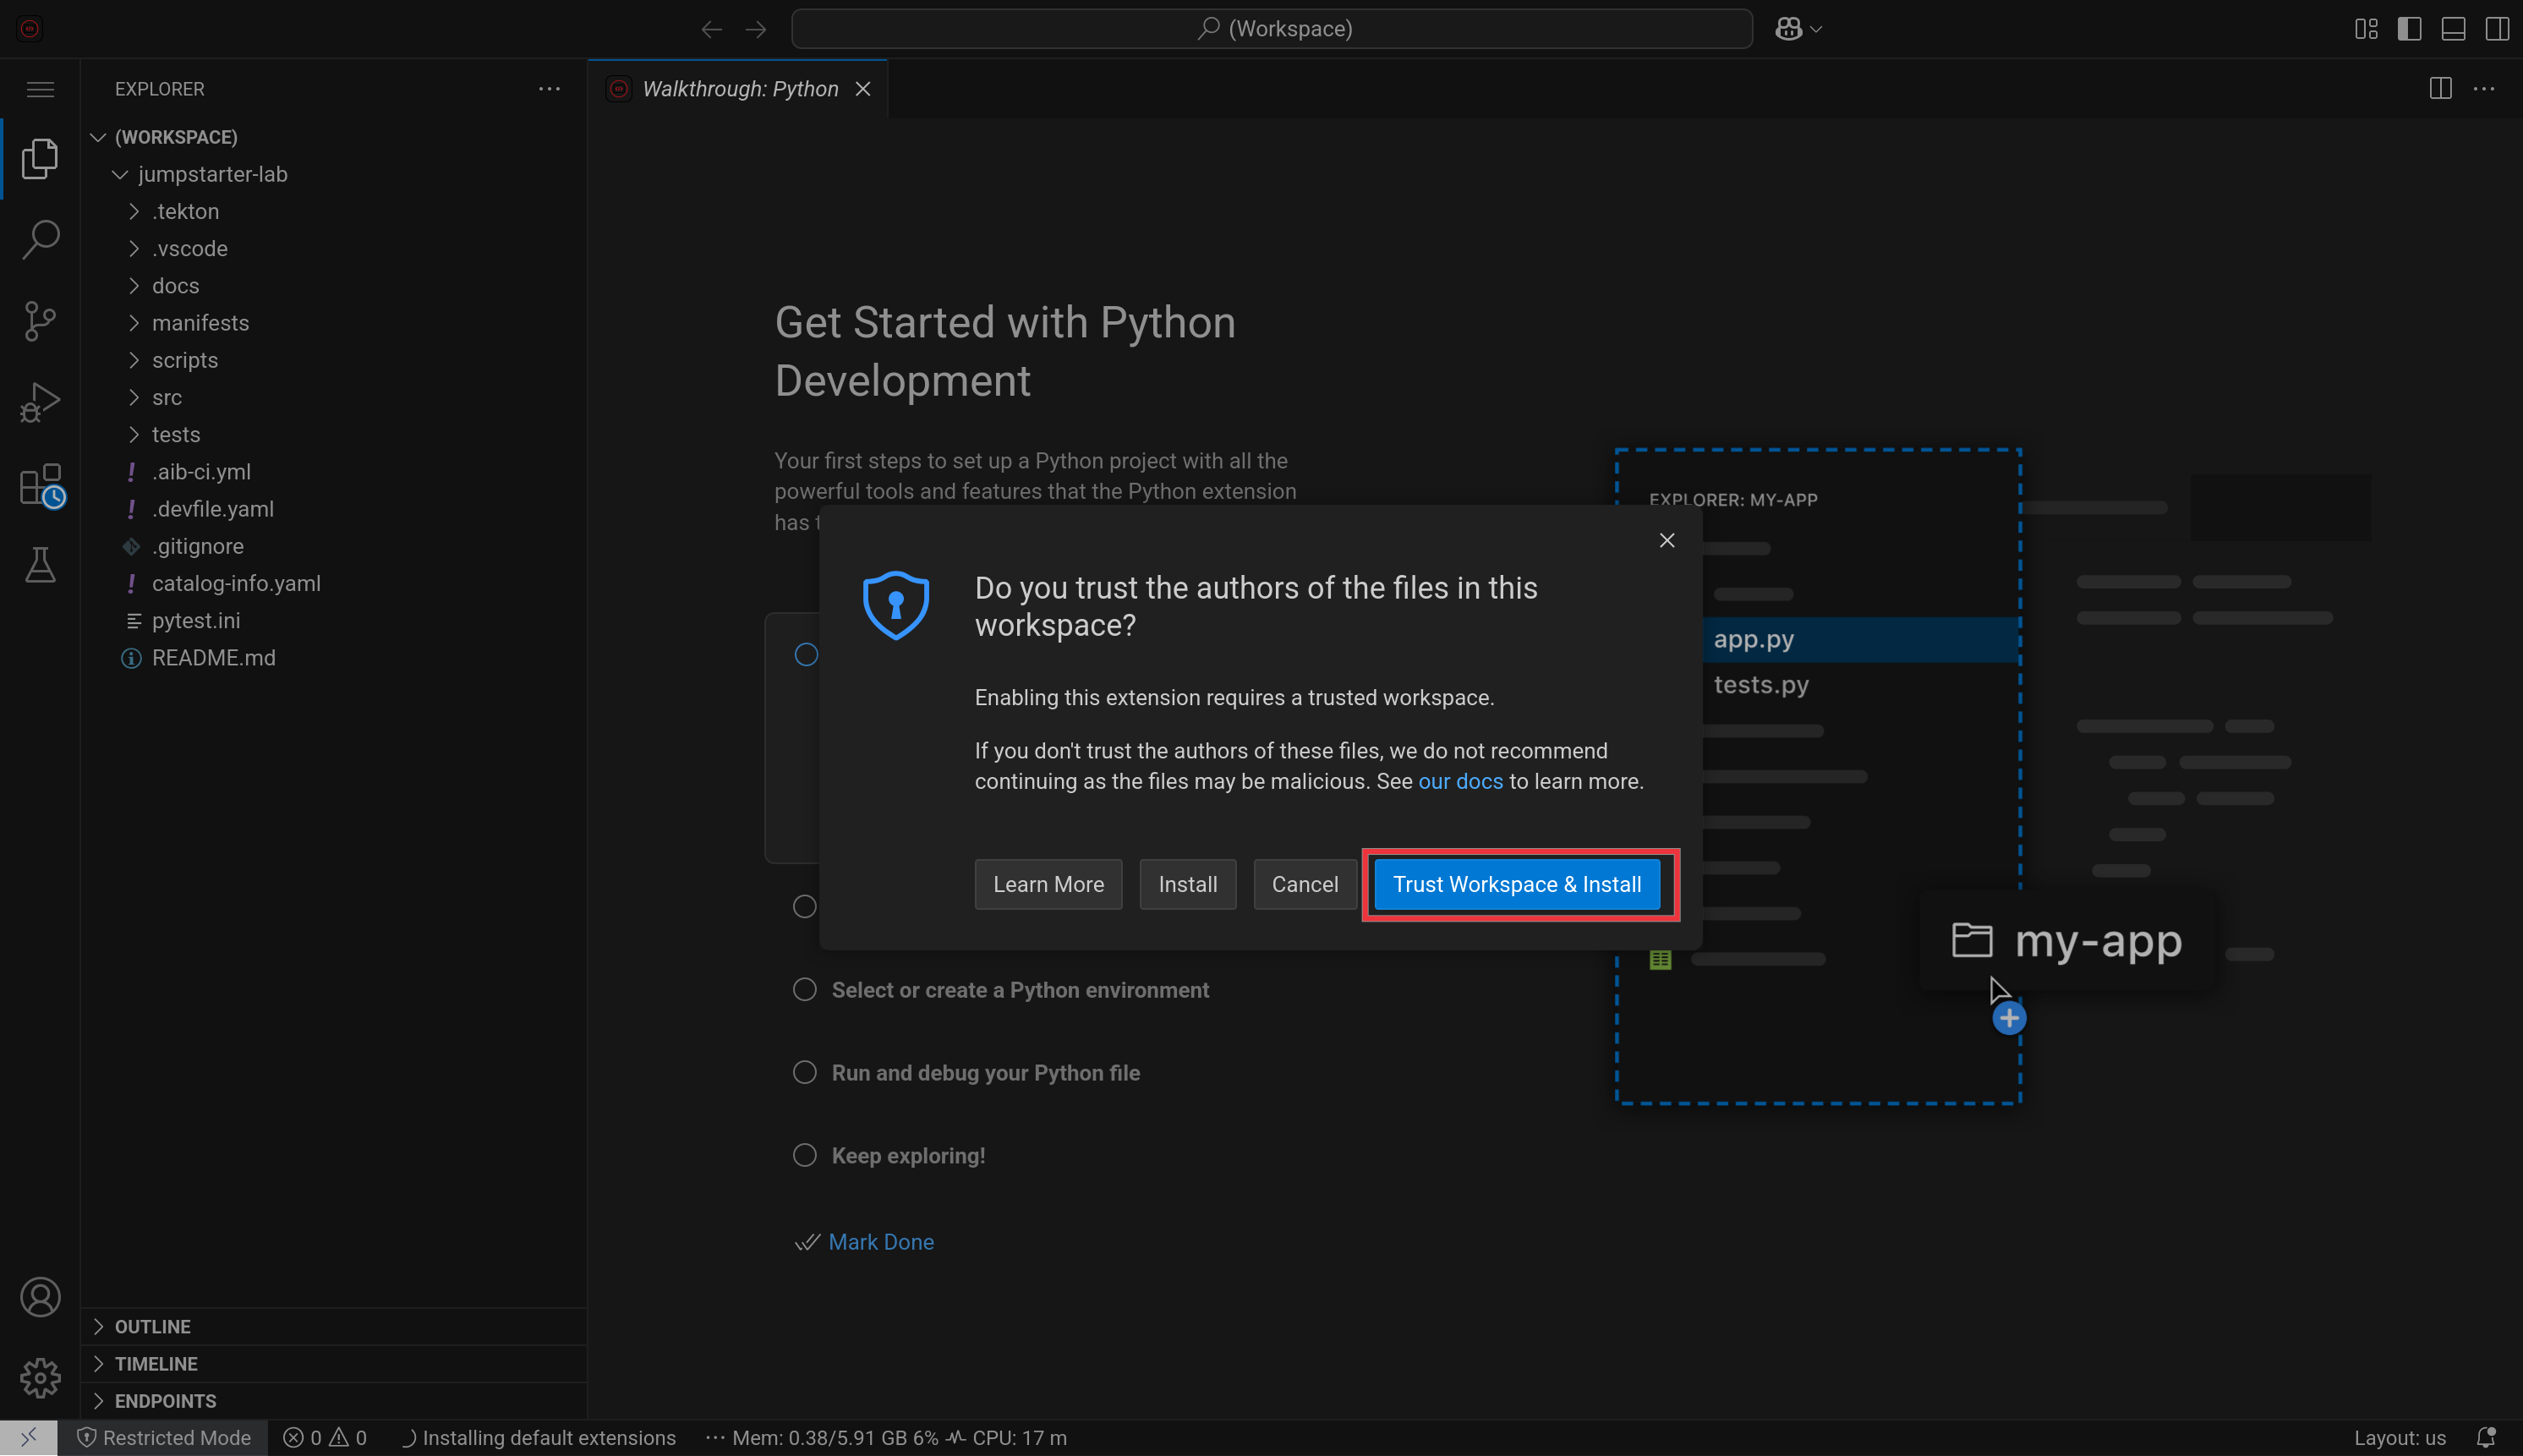 (Workspace)
EXPLORER
Walkthrough: Python
(WORKSPACE)
jumpstarter-lab
.tekton
.vscode
docs
manifests
scripts
src
tests
.aib-ci.yml
.devfile.yaml
.gitignore
catalog-info.yaml
pytest.ini
README.md
OUTLINE
TIMELINE
ENDPOINTS
Get Started with Python
Development
Your first steps to set up a Python project with all the
powerful tools and features that the Python extension
has
Do you trust the authors of the files in this
workspace?
Enabling this extension requires a trusted workspace.
If you don't trust the authors of these files, we do not recommend
continuing as the files may be malicious. See our docs to learn more.
Learn More
Install
Cancel
Trust Workspace & Install
Select or create a Python environment
Run and debug your Python file
Keep exploring!
Mark Done
EXPLORER: MY-APP
app.py
tests.py
my-app
Restricted Mode
0
0
Installing default extensions
Mem: 0.38/5.91 GB 6%
CPU: 17 m
Layout: us